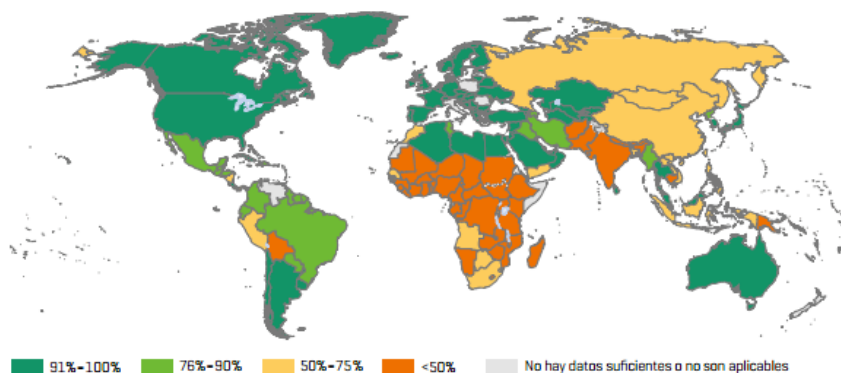 91%-100% 76%-90% 50%-75% <50% No hay datos suficientes o no son aplicables